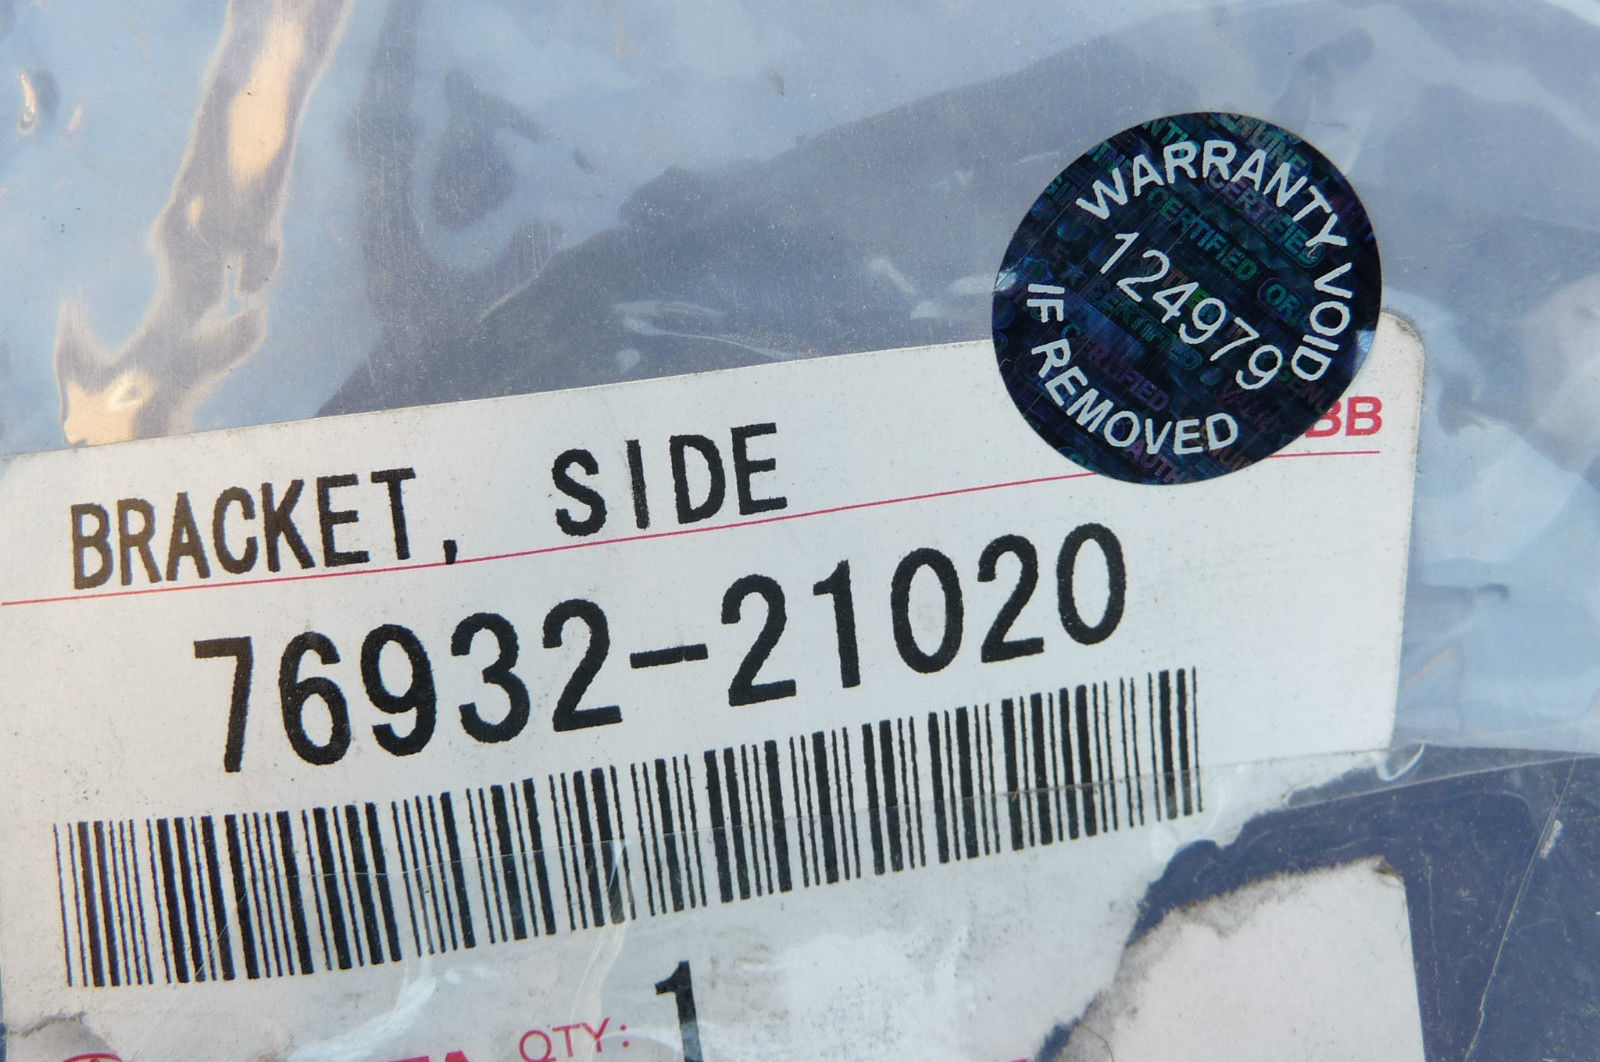 WARRANTY VOID
124979
IF REMOVED
BB
BRACKET, SIDE
76932-21020
QTY: 1